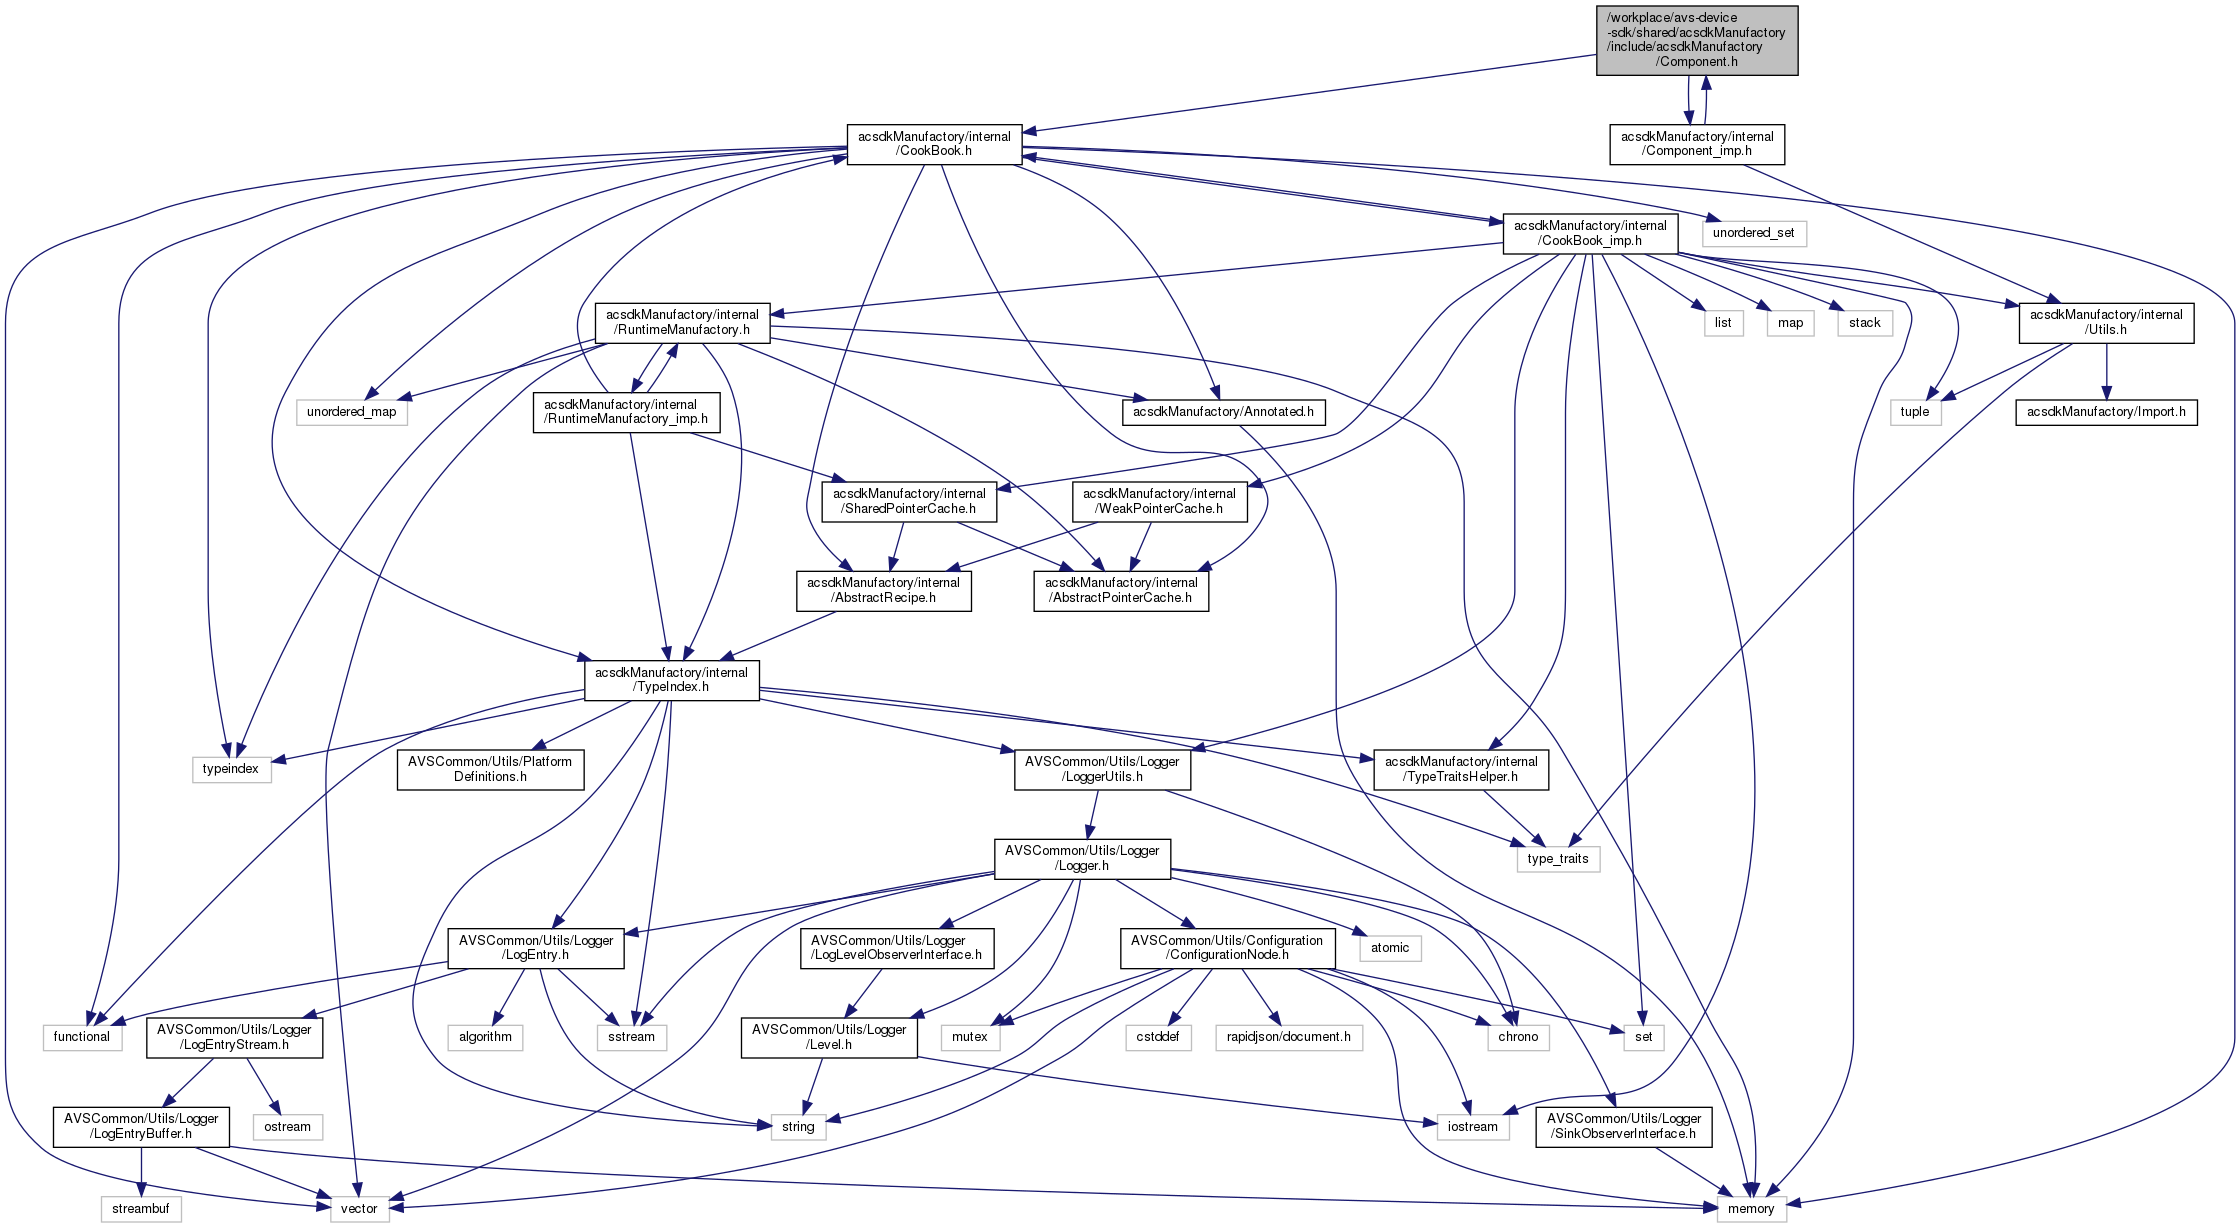 /workplace/avs-device
-sdk/shared/acsdkManufactory
/include/acsdkManufactory
/Component.h
acsdkManufactory/internal
/CookBook.h
acsdkManufactory/internal
/Component_imp.h
acsdkManufactory/internal
/CookBook_imp.h
unordered_set
acsdkManufactory/internal
/RuntimeManufactory.h
list
map
stack
acsdkManufactory/internal
/Utils.h
unordered_map
acsdkManufactory/internal
/RuntimeManufactory_imp.h
acsdkManufactory/Annotated.h
tuple
acsdkManufactory/Import.h
acsdkManufactory/internal
/SharedPointerCache.h
acsdkManufactory/internal
/WeakPointerCache.h
acsdkManufactory/internal
/AbstractRecipe.h
acsdkManufactory/internal
/AbstractPointerCache.h
acsdkManufactory/internal
/TypeIndex.h
typeindex
AVSCommon/Utils/Platform
Definitions.h
AVSCommon/Utils/Logger
/LoggerUtils.h
acsdkManufactory/internal
/TypeTraitsHelper.h
AVSCommon/Utils/Logger
/Logger.h
type_traits
AVSCommon/Utils/Logger
/LogEntry.h
AVSCommon/Utils/Logger
/LogLevelObserverInterface.h
AVSCommon/Utils/Configuration
/ConfigurationNode.h
atomic
functional
AVSCommon/Utils/Logger
/LogEntryStream.h
algorithm
sstream
AVSCommon/Utils/Logger
/Level.h
mutex
cstddef
rapidjson/document.h
chrono
set
AVSCommon/Utils/Logger
/LogEntryBuffer.h
ostream
string
iostream
AVSCommon/Utils/Logger
/SinkObserverInterface.h
streambuf
vector
memory